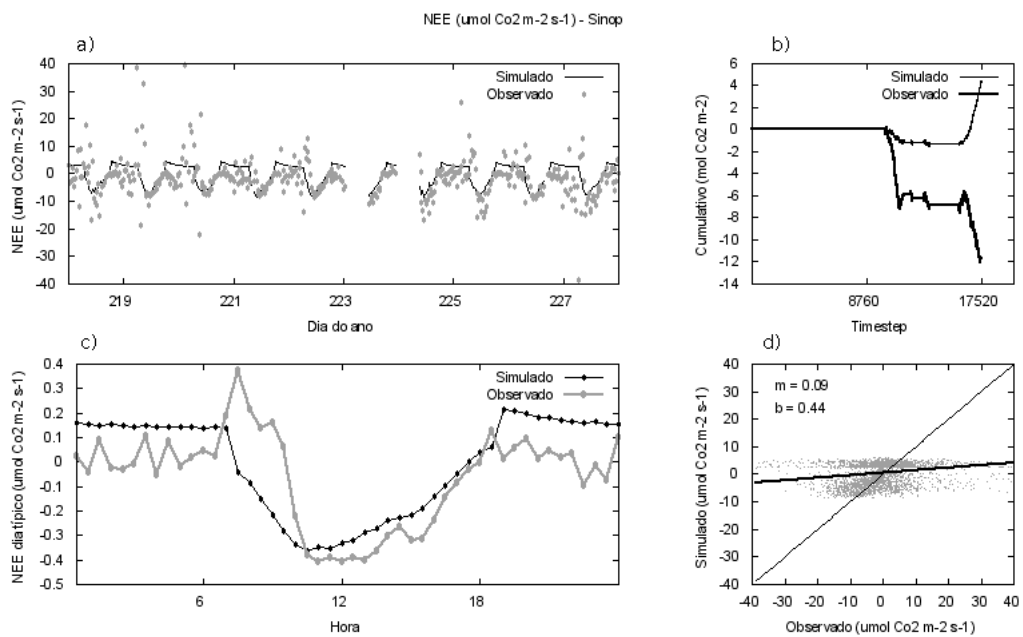 NEE (umol Co2 m-2 s-1) - Sinop
a)
NEE (umol Co2 m-2 s-1)
40
30
20
10
0
-10
-20
-30
-40
Simulado
Observado
219
221
223
225
227
Dia do ano
b)
Cumulativo (mol Co2 m-2)
6
4
2
0
-2
-4
-6
-8
-10
-12
-14
Simulado
Observado
8760
17520
Timestep
c)
NEE dia típico (umol Co2 m-2 s-1)
0.4
0.3
0.2
0.1
0
-0.1
-0.2
-0.3
-0.4
-0.5
Simulado
Observado
6
12
18
Hora
d)
Simulado (umol Co2 m-2 s-1)
40
30
20
10
0
-10
-20
-30
-40
m = 0.09
b = 0.44
-40
-30
-20
-10
0
10
20
30
40
Observado (umol Co2 m-2 s-1)